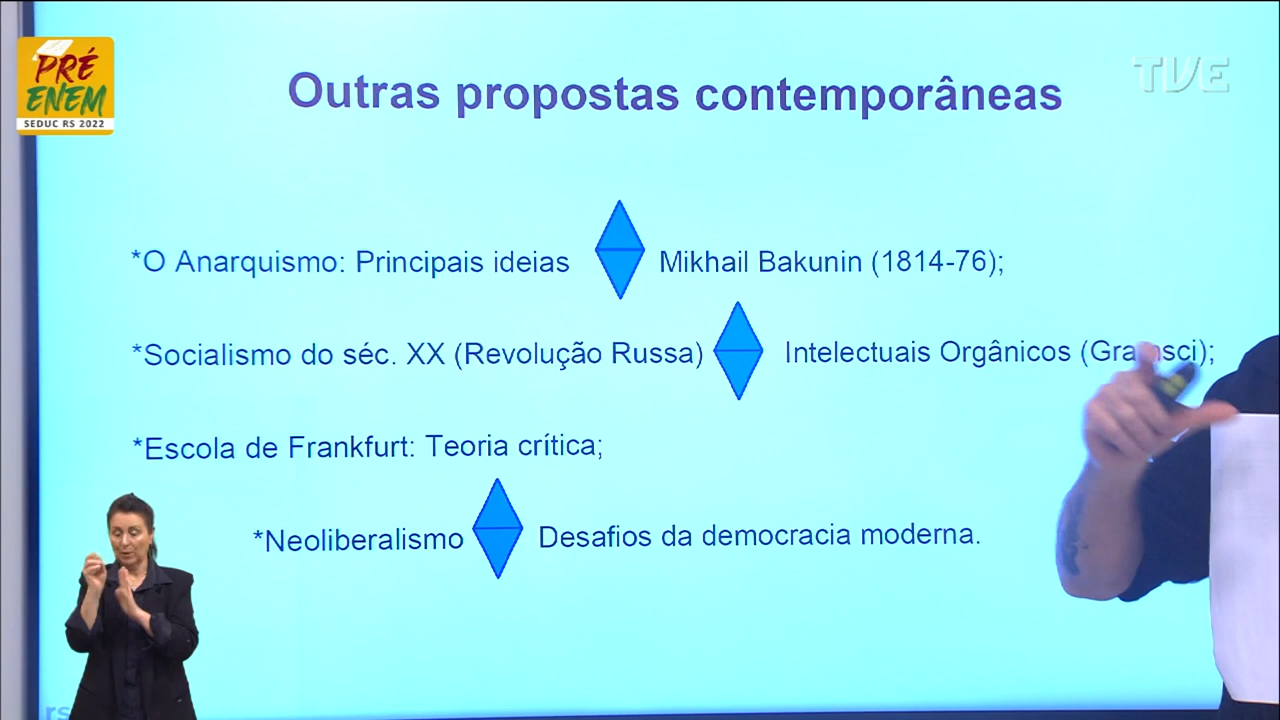 PRÉ
ENEM
SEDUC RS 2022
TVE
Outras propostas contemporâneas
*O Anarquismo: Principais ideias Mikhail Bakunin (1814-76);
*Socialismo do séc. XX (Revolução Russa) Intelectuais Orgânicos (Gramsci);
*Escola de Frankfurt: Teoria crítica;
*Neoliberalismo Desafios da democracia moderna.
rs